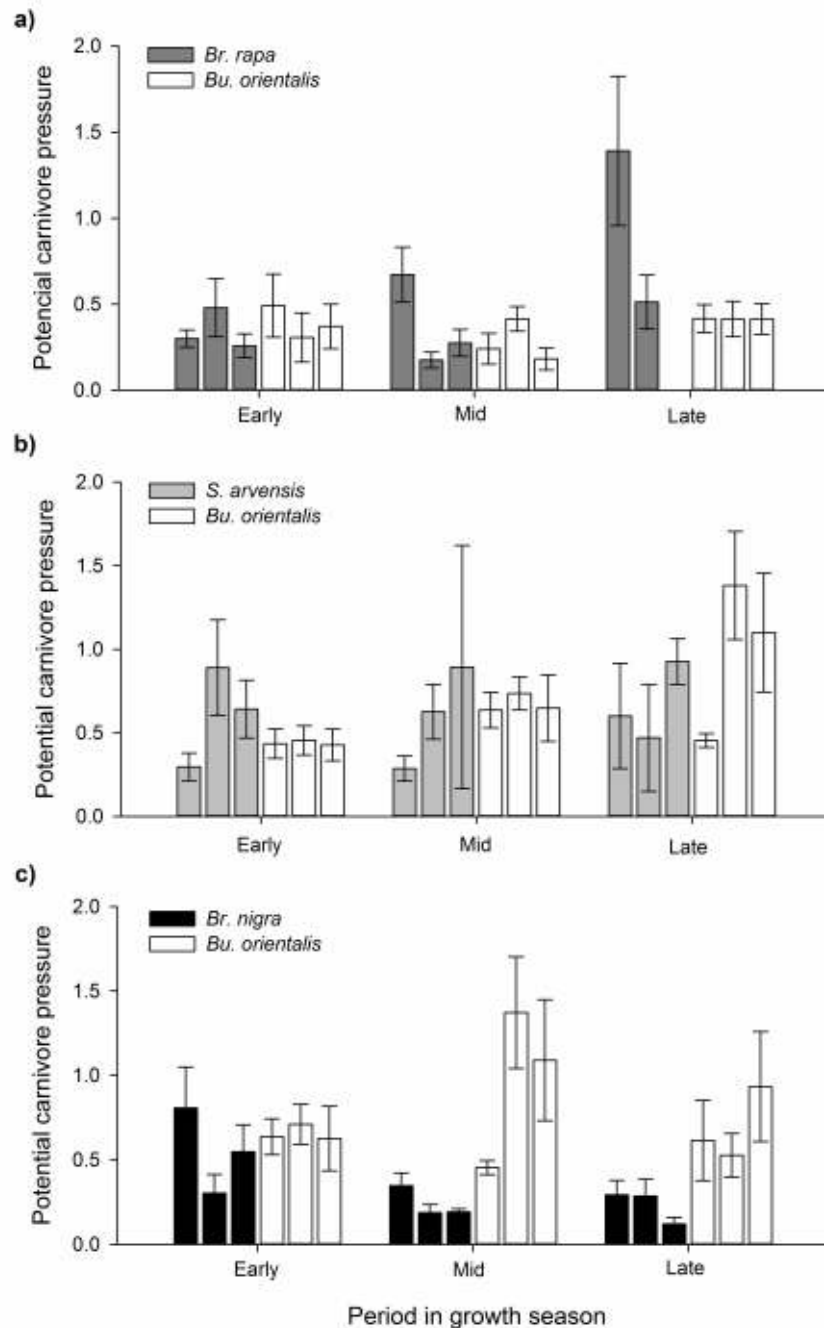 a)
2.0
Br. rapa
Bu. orientalis
1.5
1.0
0.5
0.0
Potencial carnivore pressure
Early Mid Late
b)
2.0
S. arvensis
Bu. orientalis
1.5
1.0
0.5
0.0
Potential carnivore pressure
Early Mid Late
c)
2.0
Br. nigra
Bu. orientalis
1.5
1.0
0.5
0.0
Potential carnivore pressure
Early Mid Late
Period in growth season